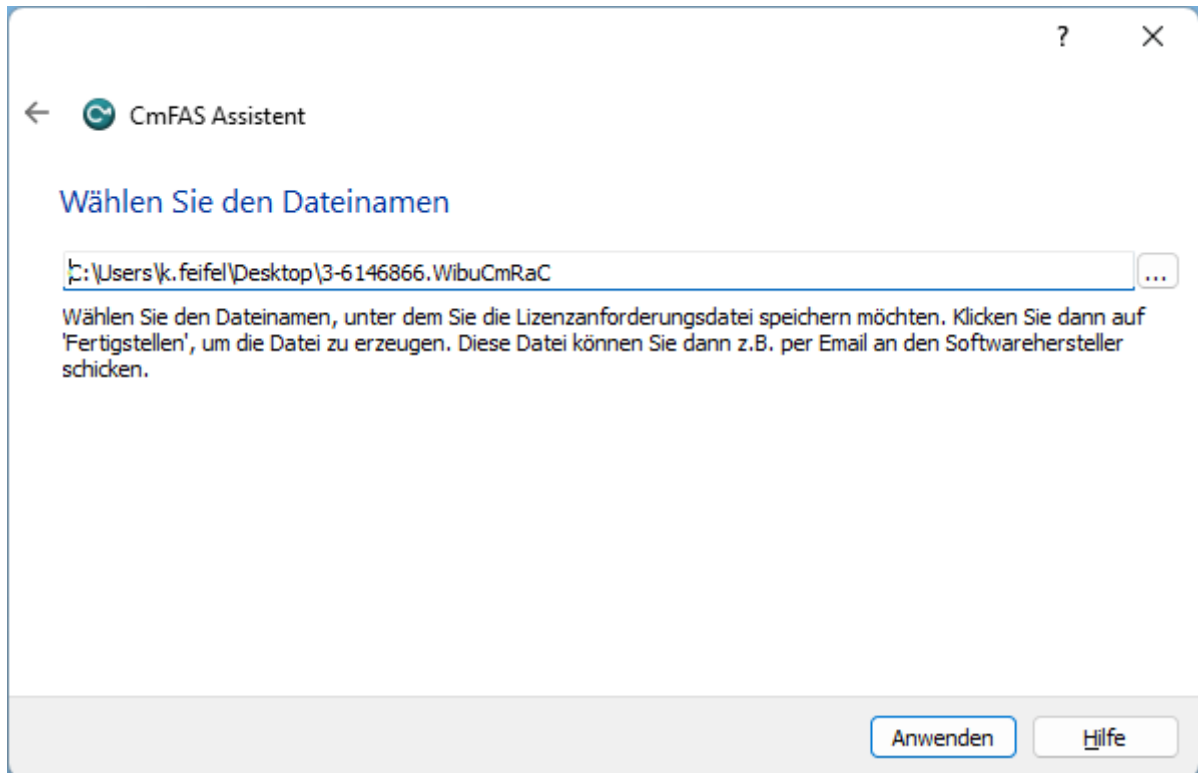 ?
CmFAS Assistent
Wählen Sie den Dateinamen
C:\Users\k.feifel\Desktop\3-6146866.WibuCmRaC
...
Wählen Sie den Dateinamen, unter dem Sie die Lizenzanforderungsdatei speichern möchten. Klicken Sie dann auf
'Fertigstellen', um die Datei zu erzeugen. Diese Datei können Sie dann z.B. per Email an den Softwarehersteller
schicken.
Anwenden
Hilfe